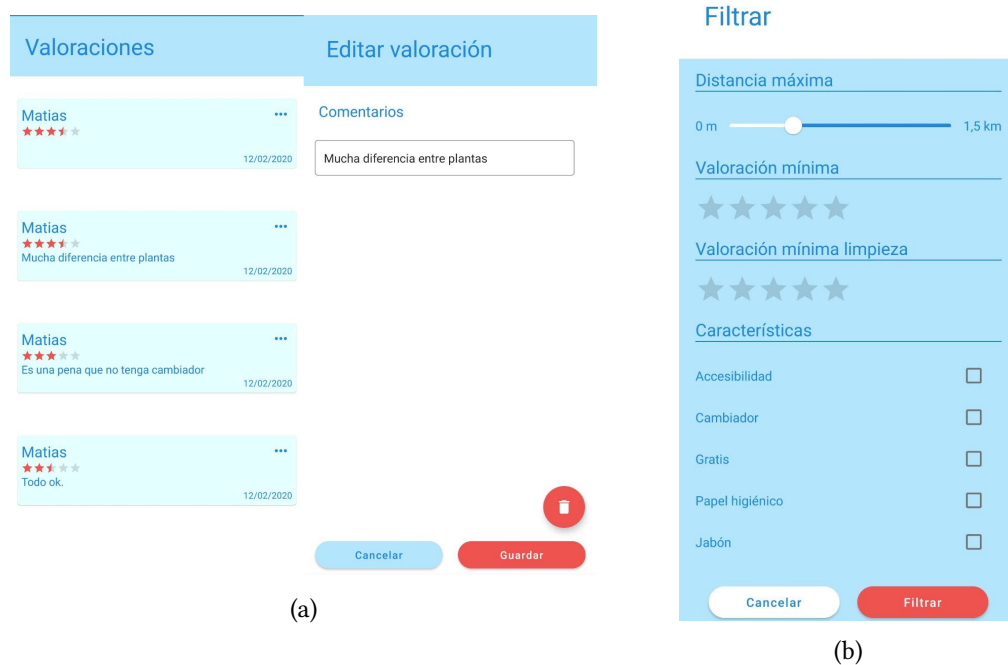 Valoraciones
Matias
12/02/2020
Matias
Mucha diferencia entre plantas
12/02/2020
Matias
Es una pena que no tenga cambiador
12/02/2020
Matias
Todo ok.
12/02/2020
Editar valoración
Comentarios
Mucha diferencia entre plantas
Cancelar Guardar
(a)
Filtrar
Distancia máxima
0 m 1,5 km
Valoración mínima
Valoración mínima limpieza
Características
Accesibilidad
Cambiador
Gratis
Papel higiénico
Jabón
Cancelar Filtrar
(b)